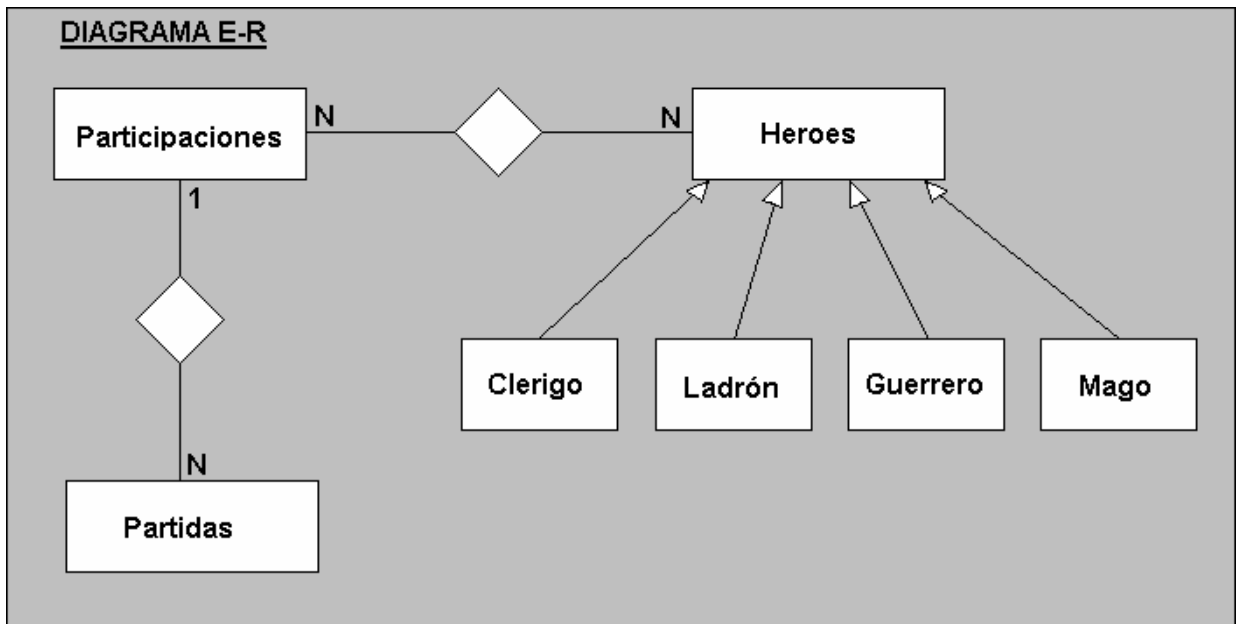 DIAGRAMA E-R
Participaciones
N
N
Heroes
1
Clerigo
Ladrón
Guerrero
Mago
N
Partidas